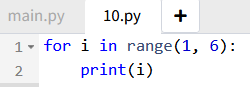 main.py 10.py +
1 for i in range(1, 6):
2 print(i)